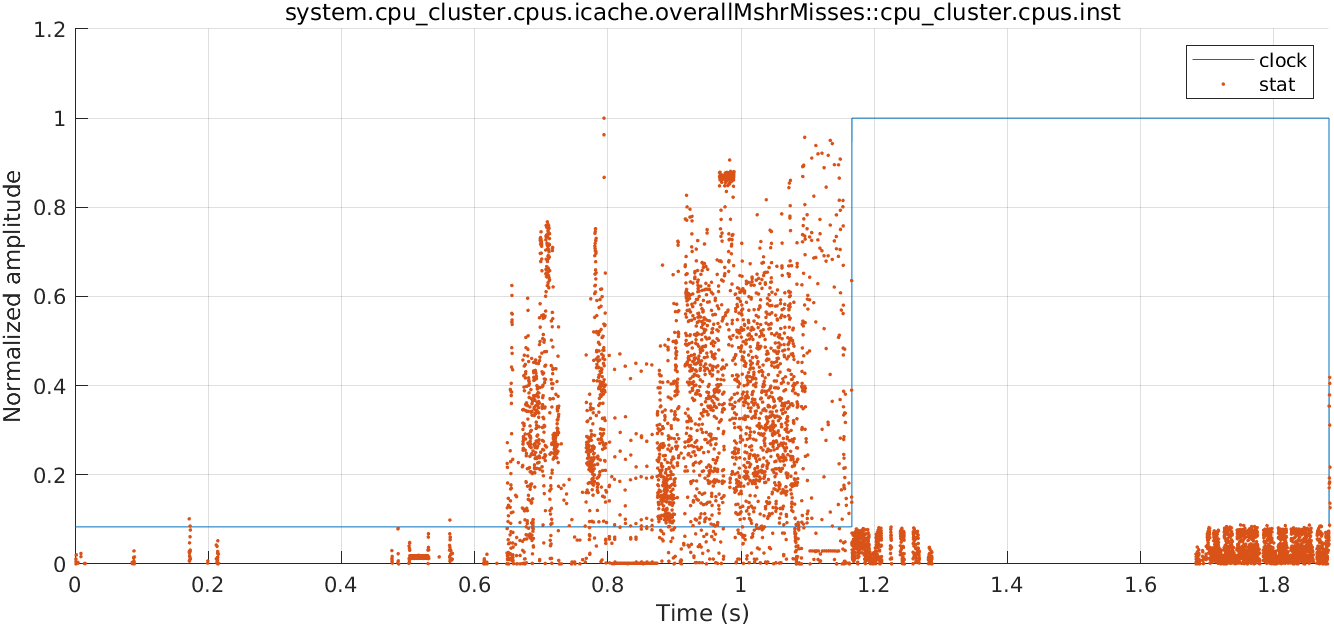 system.cpu_cluster.cpus.icache.overallMshrMisses::cpu_cluster.cpus.inst
1.2
1
0.8
0.6
0.4
0.2
0
Normalized amplitude
clock
stat
0 0.2 0.4 0.6 0.8 1 1.2 1.4 1.6 1.8
Time (s)